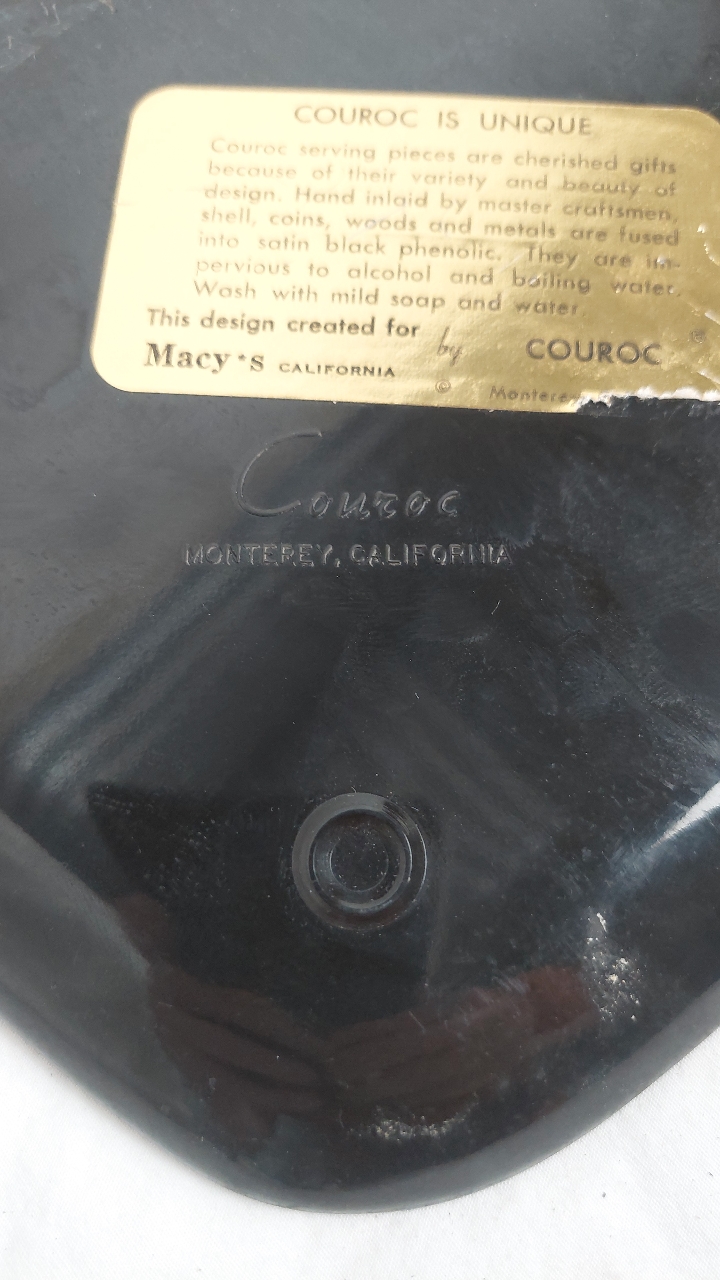 COUROC IS UNIQUE
Couroc serving pieces are cherished gifts
because of their variety and beauty of
design. Hand inlaid by master craftsmen,
shell, coins, woods and metals are fused
into satin black phenolic. They are im-
pervious to alcohol and boiling water.
Wash with mild soap and water.
This design created for
Macy*s CALIFORNIA
by COUROC ®
© Montere
Couroc
MONTEREY, CALIFORNIA